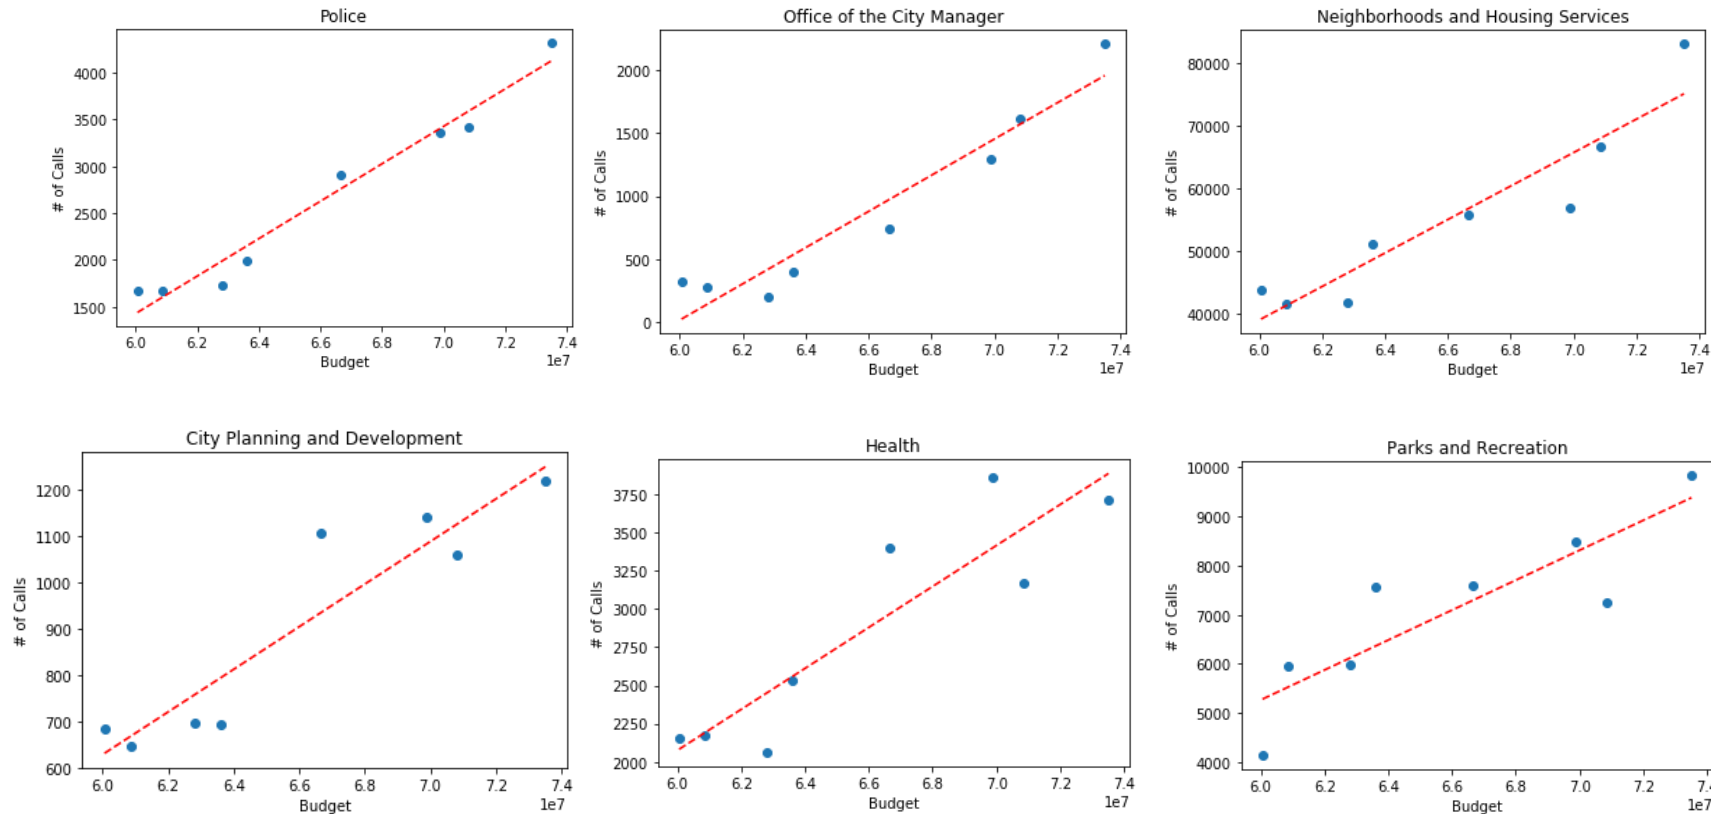 Police
# of Calls
4000
3500
3000
2500
2000
1500
6.0 6.2 6.4 6.6 6.8 7.0 7.2 7.4
Budget
1e7
Office of the City Manager
# of Calls
2000
1500
1000
500
0
6.0 6.2 6.4 6.6 6.8 7.0 7.2 7.4
Budget
1e7
Neighborhoods and Housing Services
# of Calls
80000
70000
60000
50000
40000
6.0 6.2 6.4 6.6 6.8 7.0 7.2 7.4
Budget
1e7
City Planning and Development
# of Calls
1200
1100
1000
900
800
700
600
6.0 6.2 6.4 6.6 6.8 7.0 7.2 7.4
Budget
1e7
Health
# of Calls
3750
3500
3250
3000
2750
2500
2250
2000
6.0 6.2 6.4 6.6 6.8 7.0 7.2 7.4
Budget
1e7
Parks and Recreation
# of Calls
10000
9000
8000
7000
6000
5000
4000
6.0 6.2 6.4 6.6 6.8 7.0 7.2 7.4
Budget
1e7